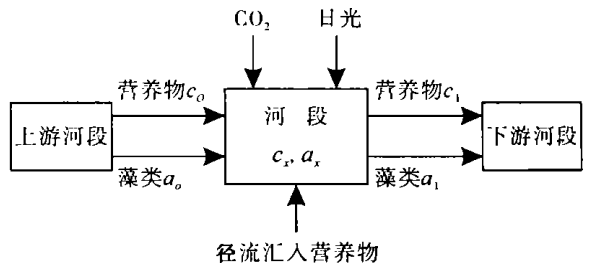 CO₂ 日光
营养物c₀ 营养物c₁
上游河段 河 段 下游河段
cₓ, aₓ
藻类a₀ 藻类a₁
径流汇入营养物